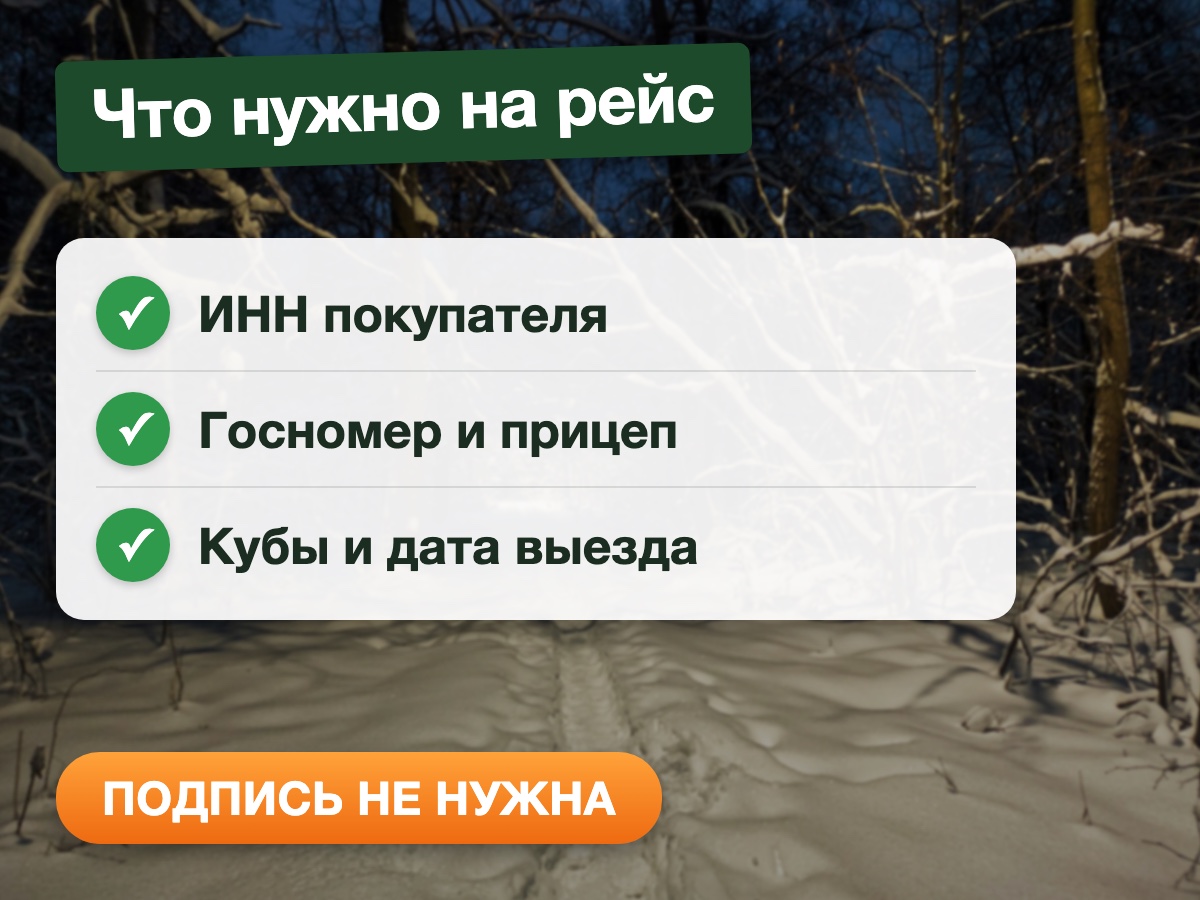 Что нужно на рейс
ИНН покупателя
Госномер и прицеп
Кубы и дата выезда
ПОДПИСЬ НЕ НУЖНА